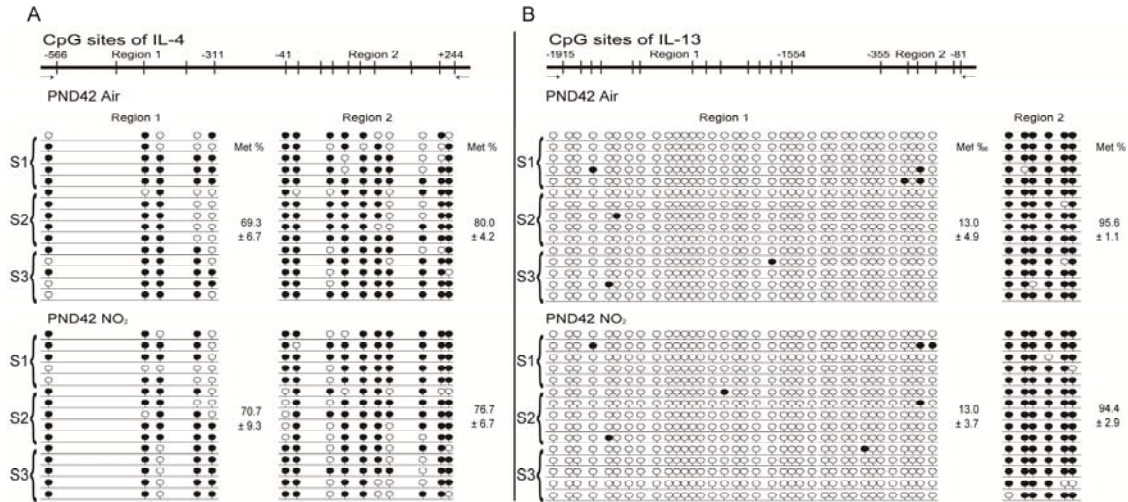 A
CpG sites of IL-4
-566 Region 1 -311 -41 Region 2 +244
PND42 Air
Region 1 Region 2
Met % Met %
S1
S2
69.3 80.0
± 6.7 ± 4.2
S3
PND42 NO₂
S1
S2
70.7 76.7
± 9.3 ± 6.7
S3
B
CpG sites of IL-13
-1915 Region 1 -1554 -355 Region 2 -81
PND42 Air
Region 1 Region 2
Met ‰ Met %
S1
S2
13.0 95.6
± 4.9 ± 1.1
S3
PND42 NO₂
S1
S2
13.0 94.4
± 3.7 ± 2.9
S3